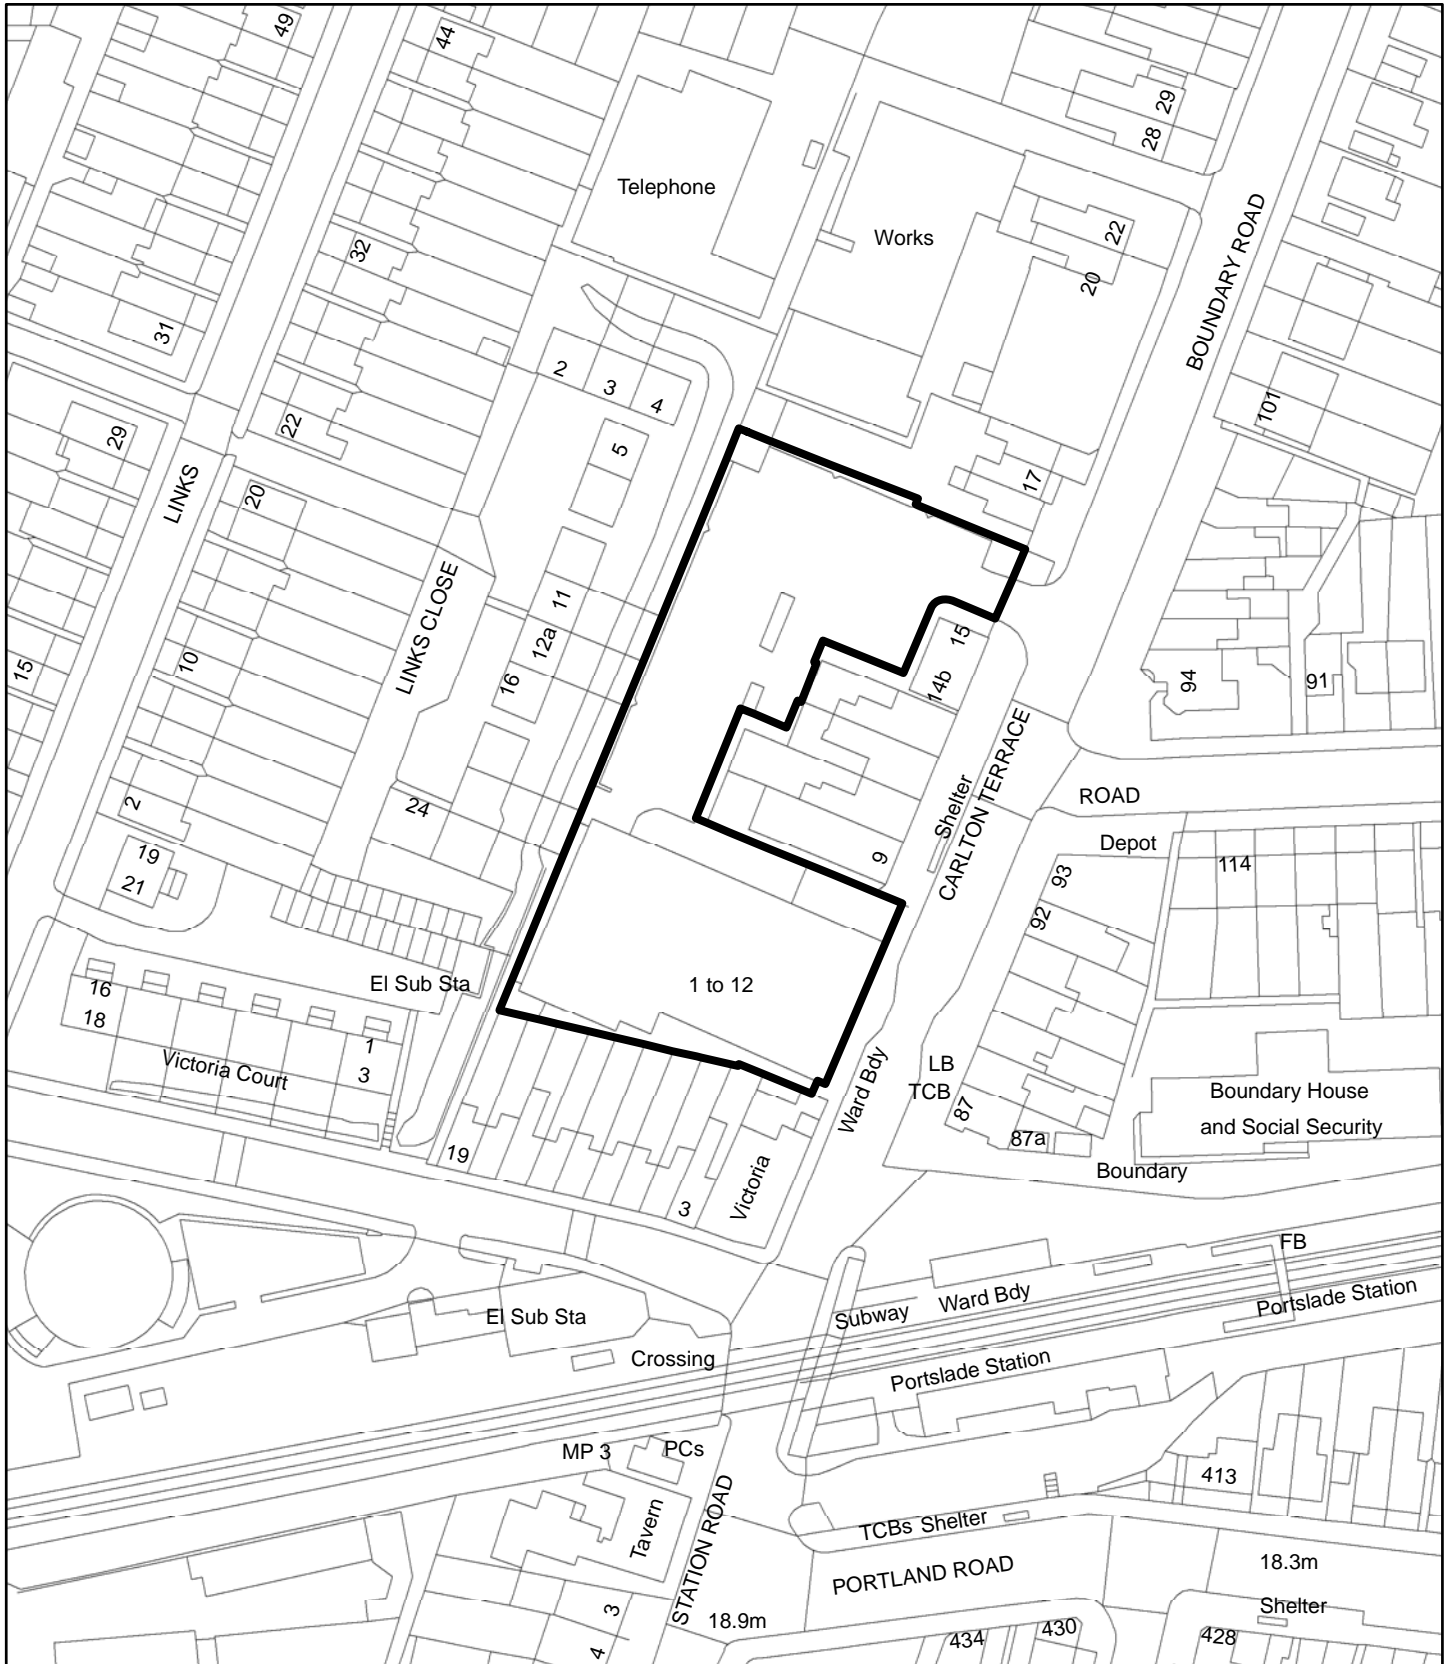 49
44
29
28
Telephone
Works
BOUNDARY ROAD
22
20
32
31
2
3
4
101
22
29
5
17
LINKS
20
LINKS CLOSE
11
12a
16
15
14b
10
15
94
91
CARLTON TERRACE
Shelter
ROAD
2
24
Depot
9
19
21
93
92
114
El Sub Sta
1 to 12
16
18
1
3
Victoria Court
Ward Bdy
LB
TCB
87
87a
Boundary House
and Social Security
Boundary
19
3
Victoria
FB
Ward Bdy
Subway
Portslade Station
El Sub Sta
Crossing
Portslade Station
MP 3
PCs
413
Tavern
STATION ROAD
TCBs
Shelter
PORTLAND ROAD
18.3m
Shelter
3
4
18.9m
434
430
428